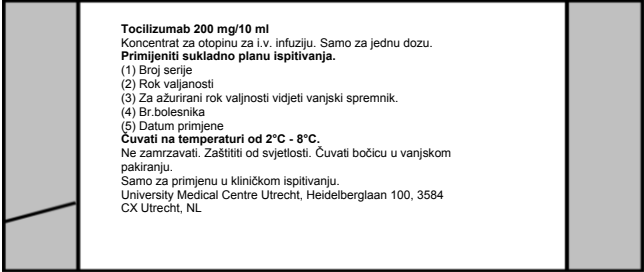 Tocilizumab 200 mg/10 ml
Koncentrat za otopinu za i.v. infuziju. Samo za jednu dozu.
Primijeniti sukladno planu ispitivanja.
(1) Broj serije
(2) Rok valjanosti
(3) Za ažurirani rok valjnosti vidjeti vanjski spremnik.
(4) Br.bolesnika
(5) Datum primjene
Čuvati na temperaturi od 2°C - 8°C.
Ne zamrzavati. Zaštititi od svjetlosti. Čuvati bočicu u vanjskom
pakiranju.
Samo za primjenu u kliničkom ispitivanju.
University Medical Centre Utrecht, Heidelberglaan 100, 3584
CX Utrecht, NL